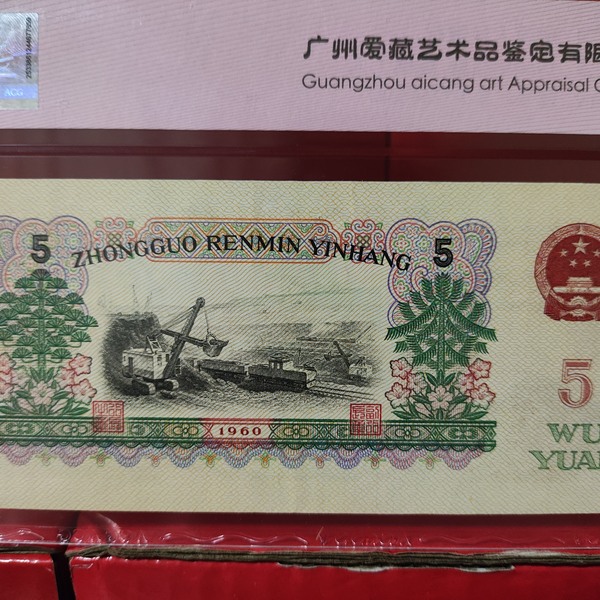 广州爱藏艺术品鉴定有限
Guangzhou aicang art Appraisal C
ACG
5 ZHONGGUO RENMIN YINHANG 5
1960
5
WU
YUAN